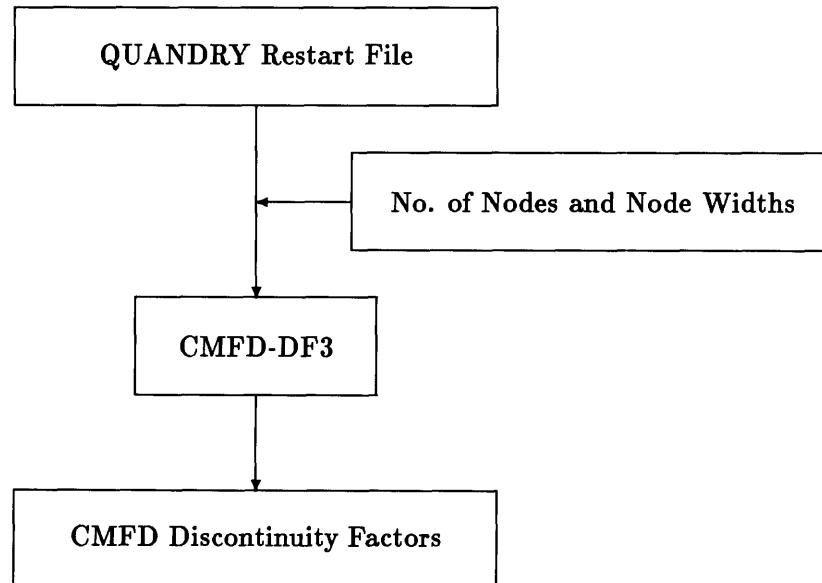 QUANDRY Restart File
No. of Nodes and Node Widths
CMFD-DF3
CMFD Discontinuity Factors